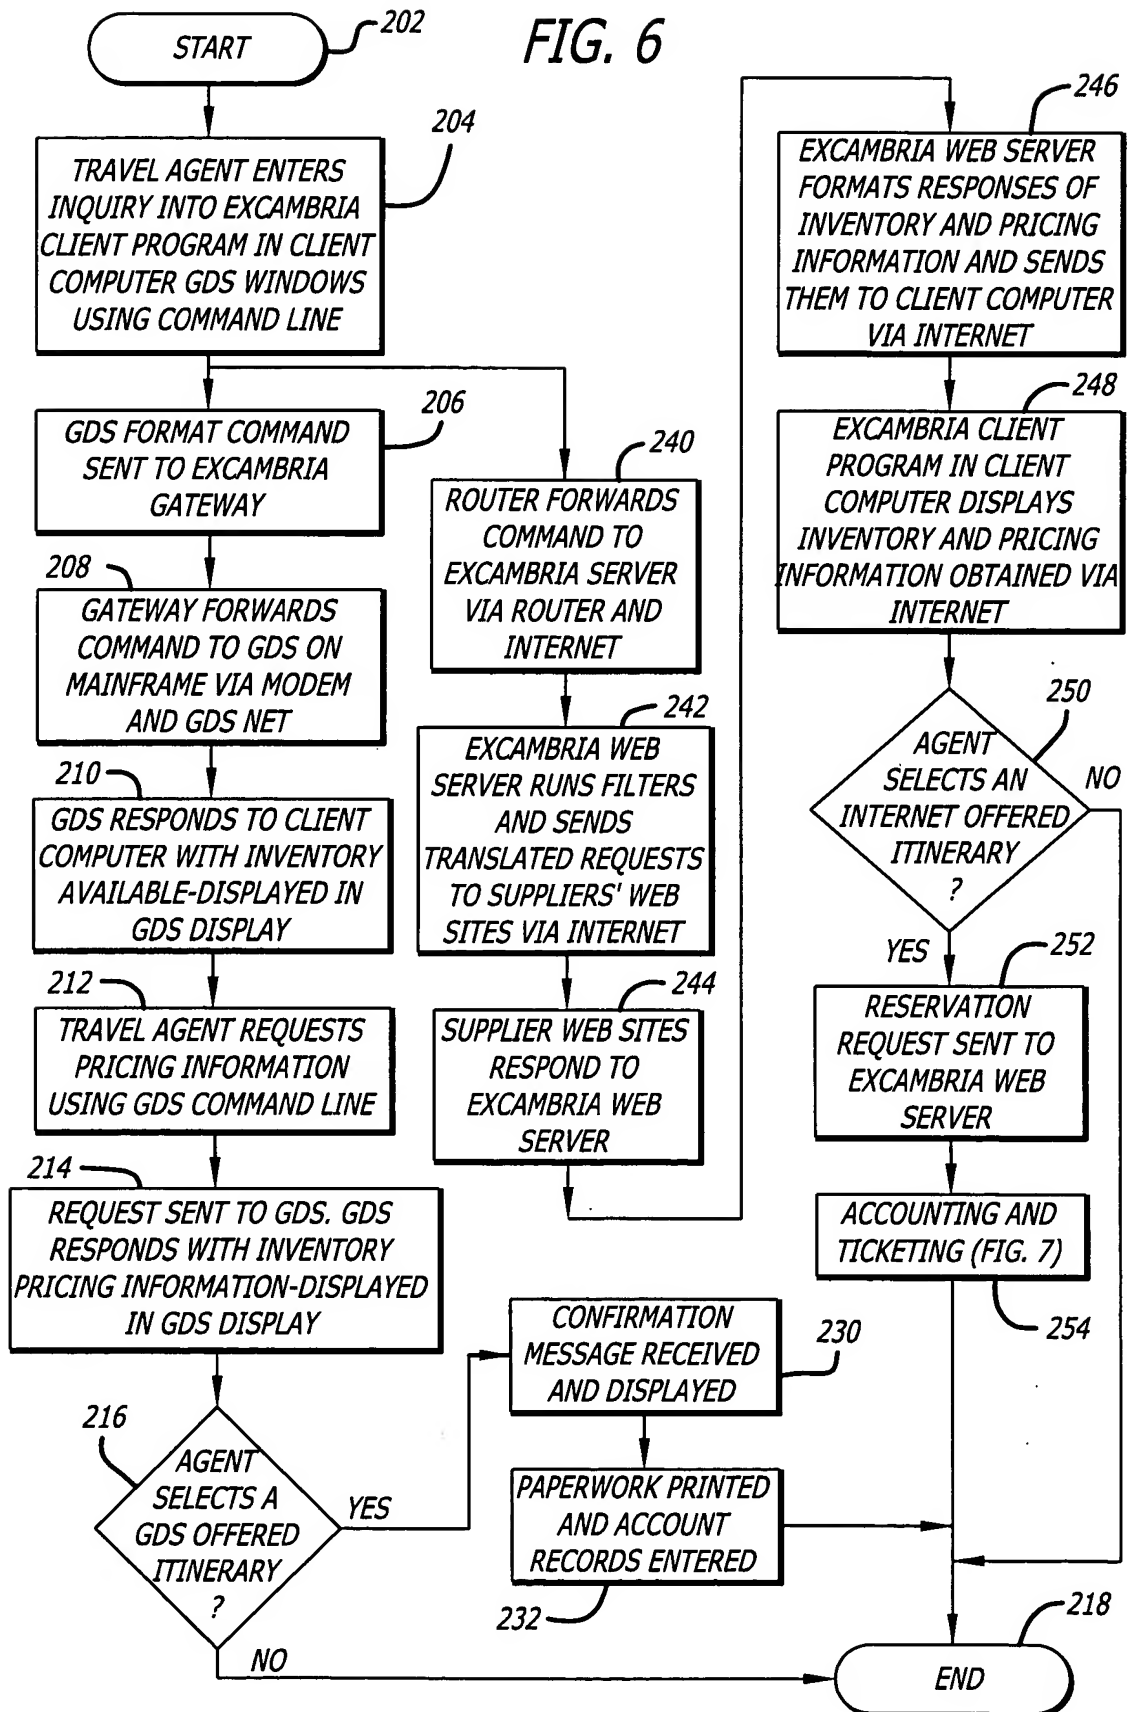 FIG. 6
START
202
TRAVEL AGENT ENTERS
INQUIRY INTO EXCAMBRIA
CLIENT PROGRAM IN CLIENT
COMPUTER GDS WINDOWS
USING COMMAND LINE
204
GDS FORMAT COMMAND
SENT TO EXCAMBRIA
GATEWAY
206
208
GATEWAY FORWARDS
COMMAND TO GDS ON
MAINFRAME VIA MODEM
AND GDS NET
210
GDS RESPONDS TO CLIENT
COMPUTER WITH INVENTORY
AVAILABLE-DISPLAYED IN
GDS DISPLAY
212
TRAVEL AGENT REQUESTS
PRICING INFORMATION
USING GDS COMMAND LINE
214
REQUEST SENT TO GDS. GDS
RESPONDS WITH INVENTORY
PRICING INFORMATION-DISPLAYED
IN GDS DISPLAY
216
AGENT
SELECTS A
GDS OFFERED
ITINERARY
?
YES
NO
CONFIRMATION
MESSAGE RECEIVED
AND DISPLAYED
230
PAPERWORK PRINTED
AND ACCOUNT
RECORDS ENTERED
232
240
ROUTER FORWARDS
COMMAND TO
EXCAMBRIA SERVER
VIA ROUTER AND
INTERNET
242
EXCAMBRIA WEB
SERVER RUNS FILTERS
AND SENDS
TRANSLATED REQUESTS
TO SUPPLIERS' WEB
SITES VIA INTERNET
244
SUPPLIER WEB SITES
RESPOND TO
EXCAMBRIA WEB
SERVER
246
EXCAMBRIA WEB SERVER
FORMATS RESPONSES OF
INVENTORY AND PRICING
INFORMATION AND SENDS
THEM TO CLIENT COMPUTER
VIA INTERNET
248
EXCAMBRIA CLIENT
PROGRAM IN CLIENT
COMPUTER DISPLAYS
INVENTORY AND PRICING
INFORMATION OBTAINED VIA
INTERNET
250
AGENT
SELECTS AN
INTERNET OFFERED
ITINERARY
?
NO
YES
252
RESERVATION
REQUEST SENT TO
EXCAMBRIA WEB
SERVER
ACCOUNTING AND
TICKETING (FIG. 7)
254
218
END